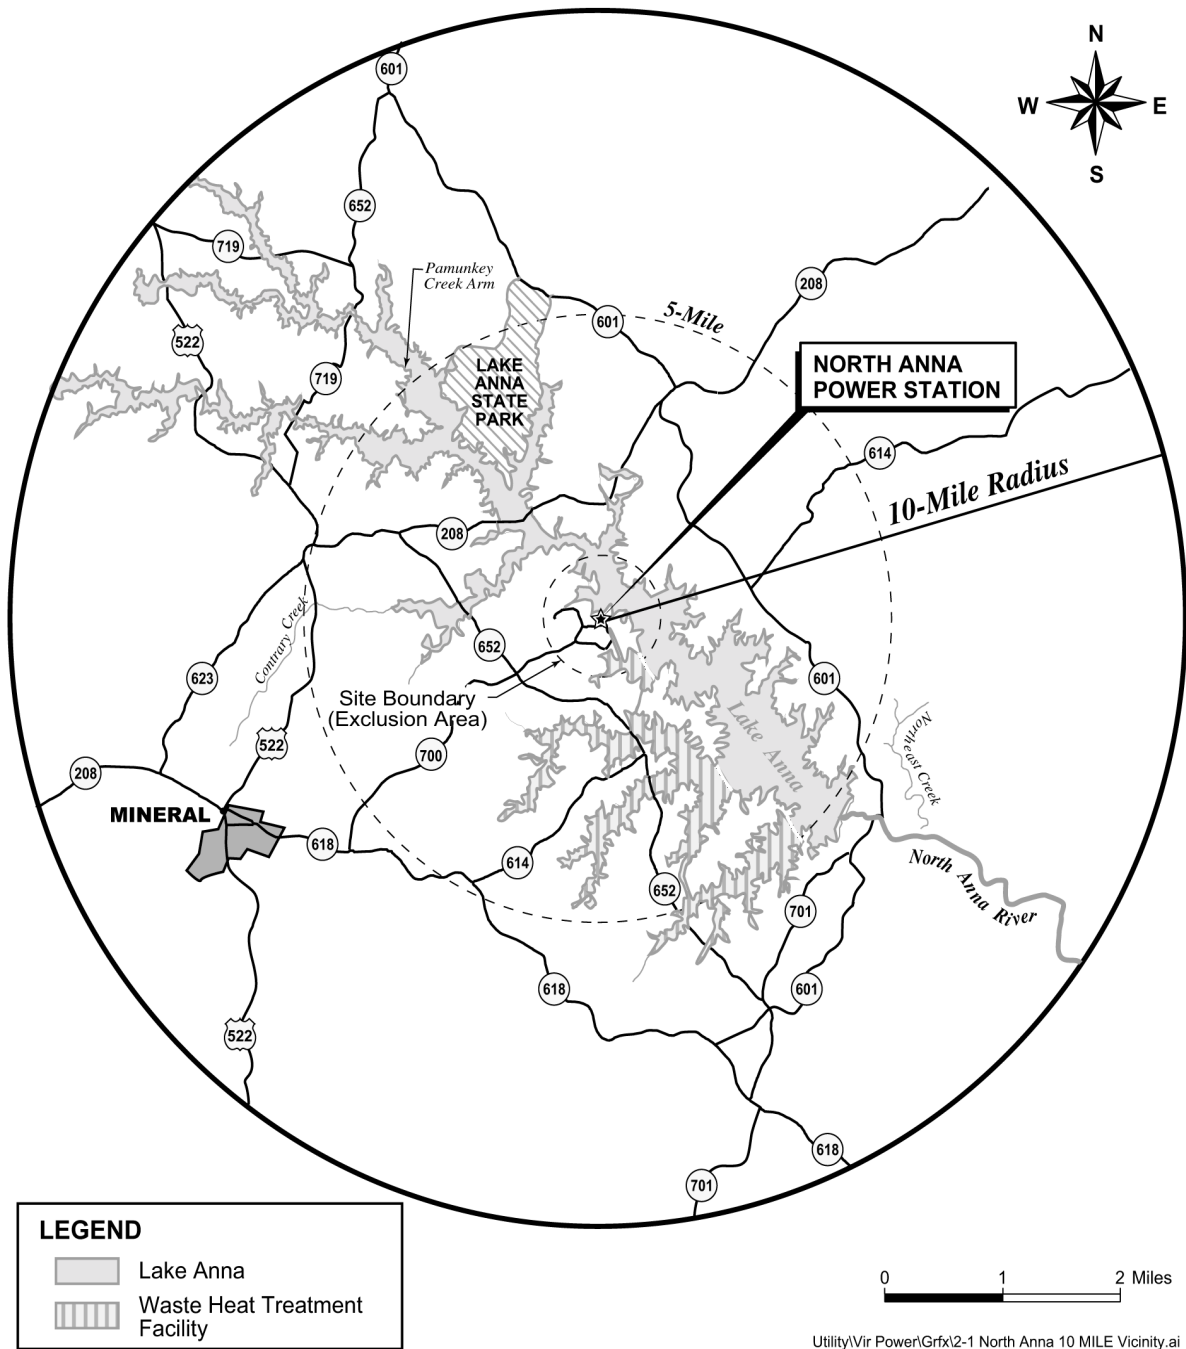 N
W
E
S
601
652
719
Pamunkey
Creek Arm
208
522
601
5-Mile
NORTH ANNA
POWER STATION
LAKE
ANNA
STATE
PARK
719
614
10-Mile Radius
208
Contrary Creek
652
623
601
Site Boundary
(Exclusion Area)
Lake Anna
Northeast Creek
522
700
208
MINERAL
618
614
652
North Anna River
701
618
601
522
618
701
LEGEND
Lake Anna
Waste Heat Treatment
Facility
0 1 2 Miles
Utility\Vir Power\Grfx\2-1 North Anna 10 MILE Vicinity.ai